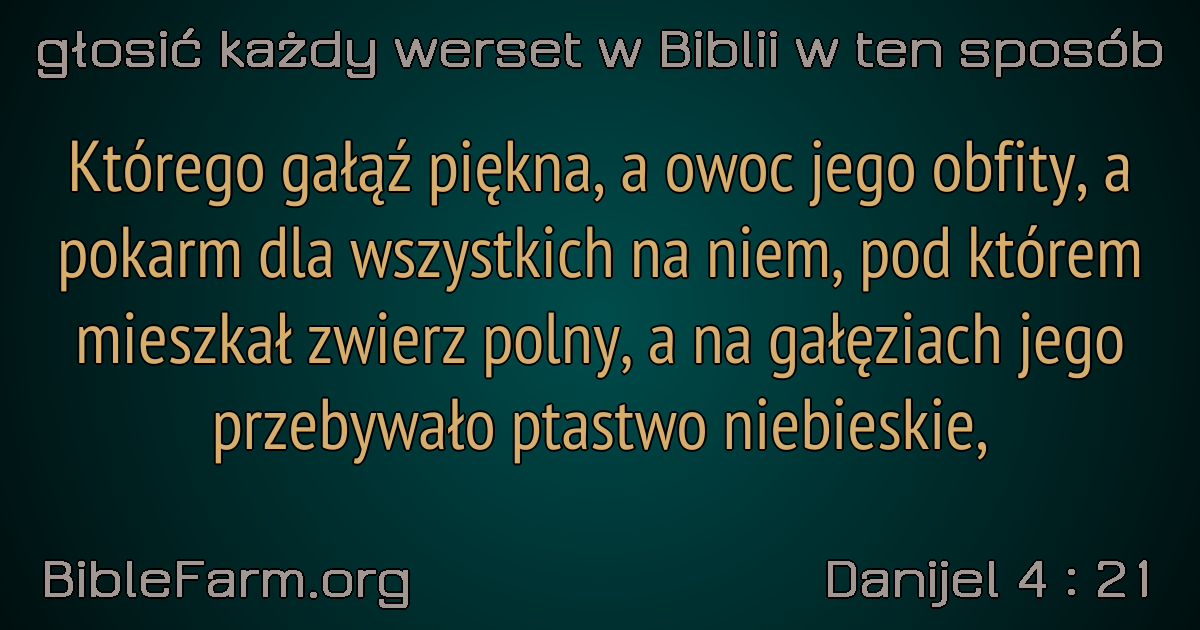 głosić każdy werset w Biblii w ten sposób
Którego gałąź piękna, a owoc jego obfity, a
pokarm dla wszystkich na niem, pod którem
mieszkał zwierz polny, a na gałęziach jego
przebywało ptastwo niebieskie,
BibleFarm.org
Danijel 4 : 21